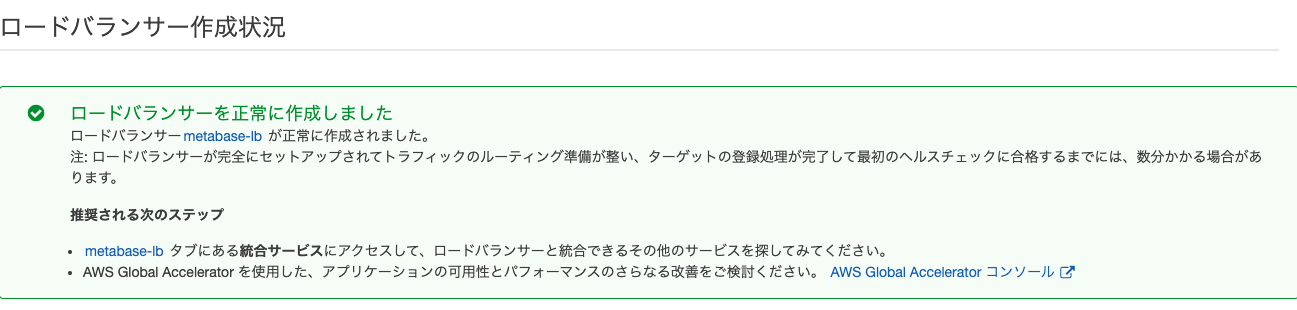 ロードバランサー作成状況
ロードバランサーを正常に作成しました
ロードバランサーmetabase-lb が正常に作成されました。
注: ロードバランサーが完全にセットアップされてトラフィックのルーティング準備が整い、ターゲットの登録処理が完了して最初のヘルスチェックに合格するまでには、数分かかる場合があ
ります。
推奨される次のステップ
• metabase-lb タブにある統合サービスにアクセスして、ロードバランサーと統合できるその他のサービスを探してみてください。
• AWS Global Accelerator を使用した、アプリケーションの可用性とパフォーマンスのさらなる改善をご検討ください。 AWS Global Accelerator コンソール